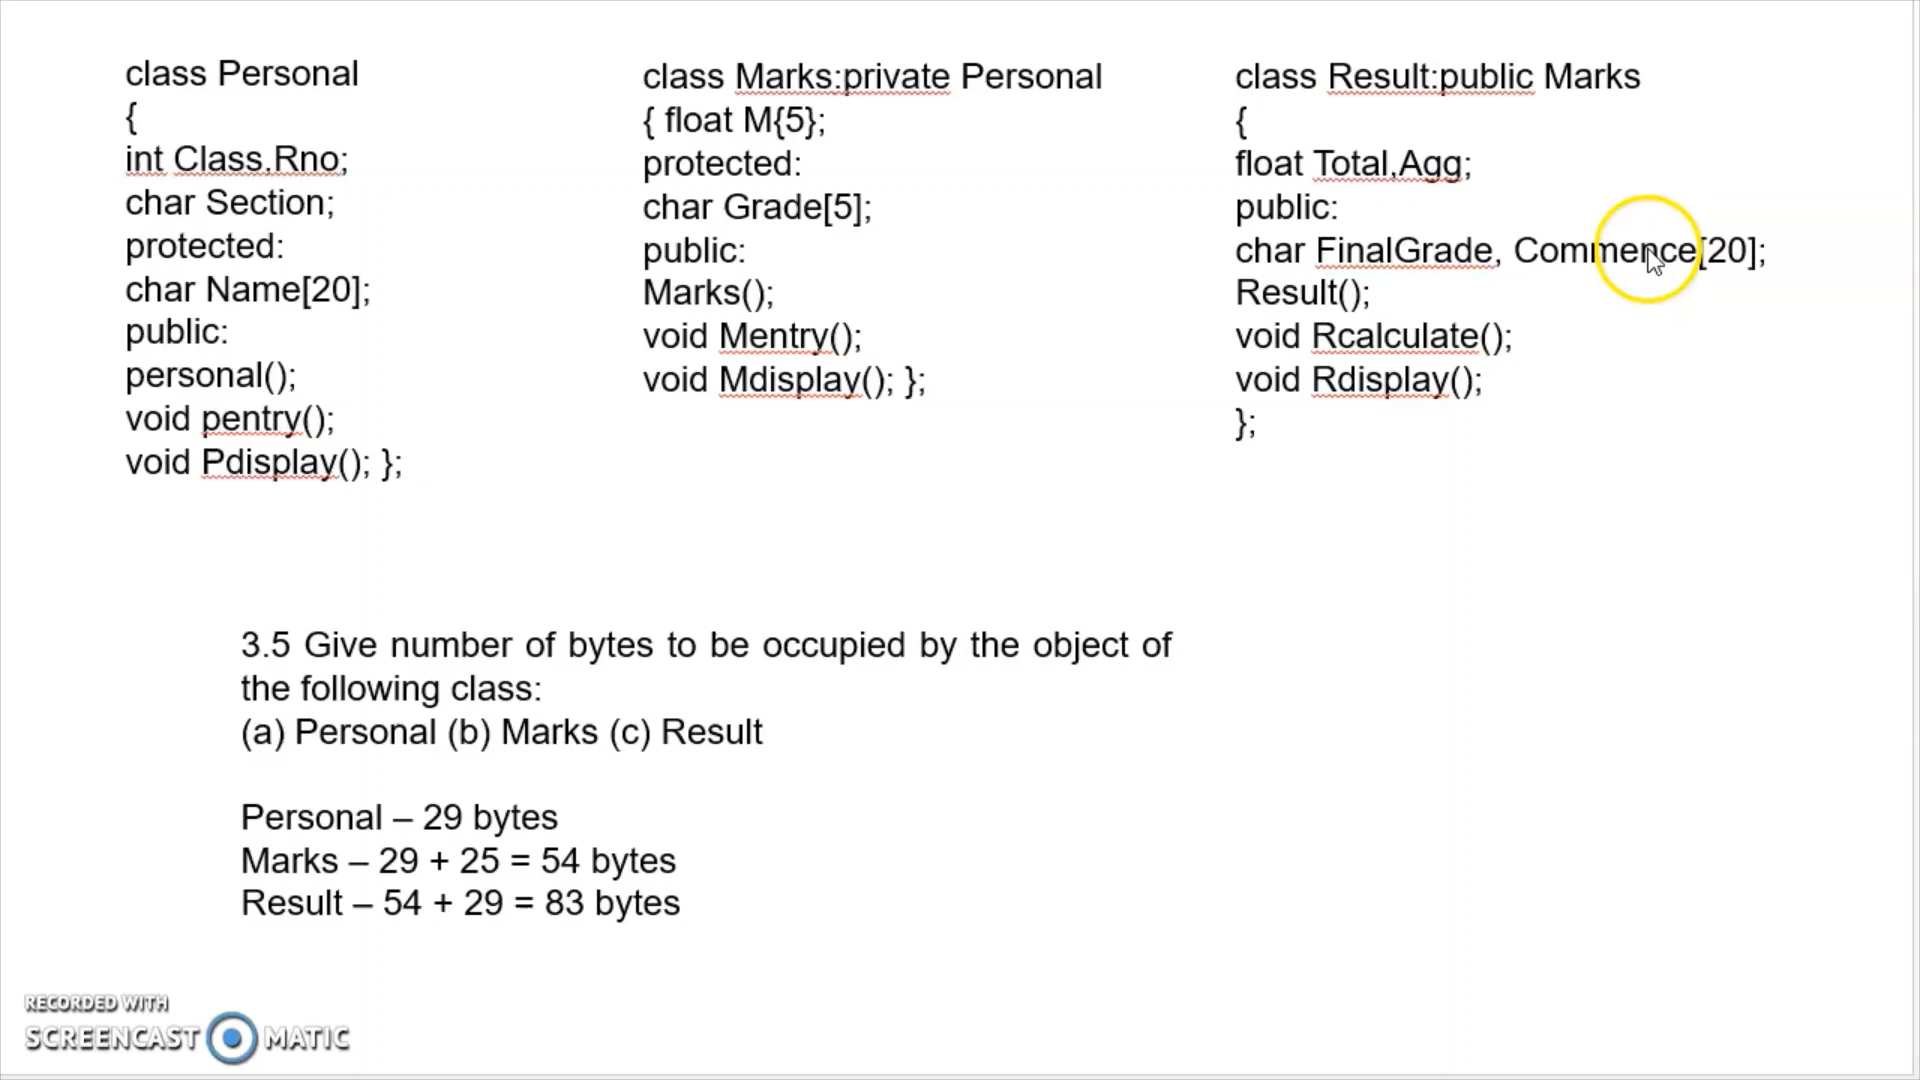 class Personal
{
int Class,Rno;
char Section;
protected:
char Name[20];
public:
personal();
void pentry();
void Pdisplay(); };
class Marks:private Personal
{ float M{5};
protected:
char Grade[5];
public:
Marks();
void Mentry();
void Mdisplay(); };
class Result:public Marks
{
float Total,Agg;
public:
char FinalGrade, Commence[20];
Result();
void Rcalculate();
void Rdisplay();
};
3.5 Give number of bytes to be occupied by the object of
the following class:
(a) Personal (b) Marks (c) Result
Personal – 29 bytes
Marks – 29 + 25 = 54 bytes
Result – 54 + 29 = 83 bytes
RECORDED WITH
SCREENCAST MATIC